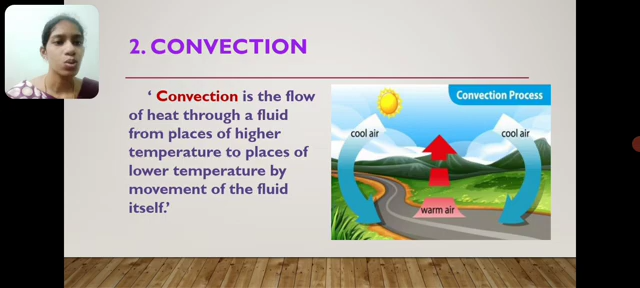 2. CONVECTION
‘ Convection is the flow
of heat through a fluid
from places of higher
temperature to places of
lower temperature by
movement of the fluid
itself.’
Convection Process
cool air
cool air
warm air